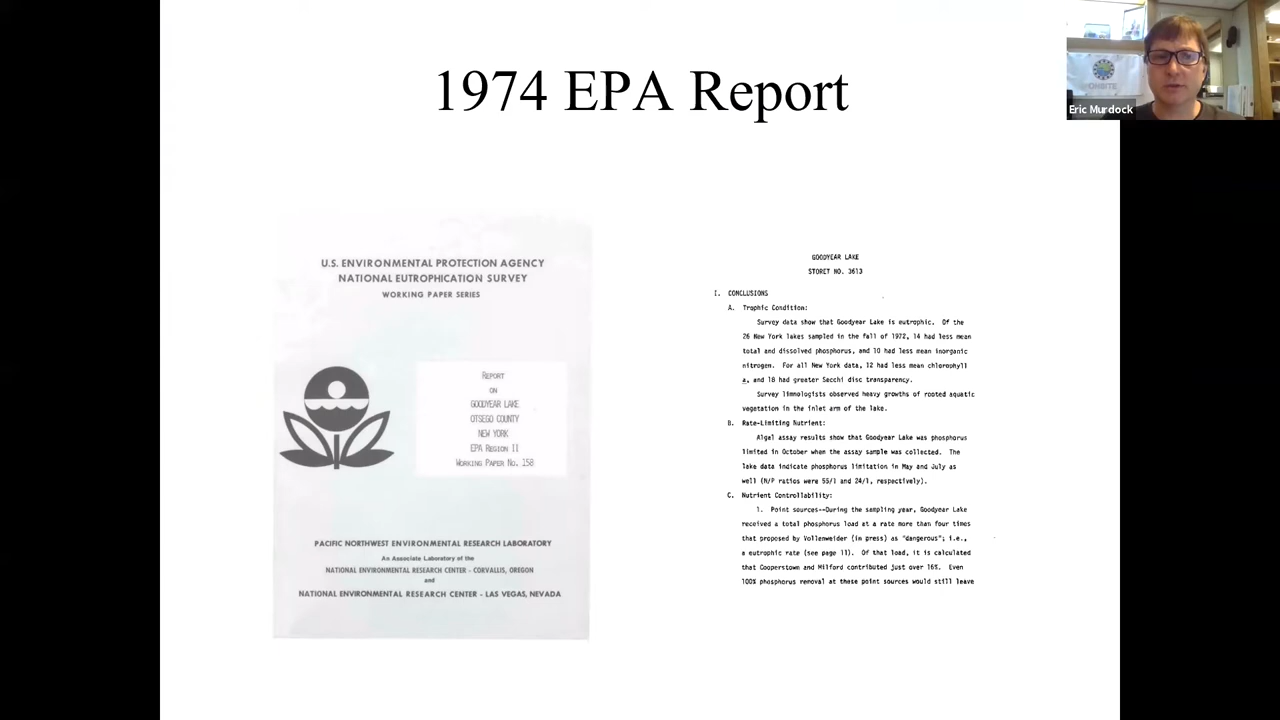 1974 EPA Report
Eric Murdock
U.S. ENVIRONMENTAL PROTECTION AGENCY
NATIONAL EUTROPHICATION SURVEY
WORKING PAPER SERIES
REPORT
ON
GOODYEAR LAKE
OTSEGO COUNTY
NEW YORK
EPA REGION II
WORKING PAPER No. 158
PACIFIC NORTHWEST ENVIRONMENTAL RESEARCH LABORATORY
An Associate Laboratory of the
NATIONAL ENVIRONMENTAL RESEARCH CENTER - CORVALLIS, OREGON
and
NATIONAL ENVIRONMENTAL RESEARCH CENTER - LAS VEGAS, NEVADA
GOODYEAR LAKE
STORET NO. 3613
I. CONCLUSIONS
A. Trophic Condition:
Survey data show that Goodyear Lake is eutrophic. Of the
26 New York lakes sampled in the fall of 1972, 14 had less mean
total and dissolved phosphorus, and 10 had less mean inorganic
nitrogen. For all New York data, 12 had less mean chlorophyll
a, and 18 had greater Secchi disc transparency.
Survey limnologists observed heavy growths of rooted aquatic
vegetation in the inlet arm of the lake.
B. Rate-Limiting Nutrient:
Algal assay results show that Goodyear Lake was phosphorus
limited in October when the assay sample was collected. The
lake data indicate phosphorus limitation in May and July as
well (N/P ratios were 55/1 and 24/1, respectively).
C. Nutrient Controllability:
1. Point sources--During the sampling year, Goodyear Lake
received a total phosphorus load at a rate more than four times
that proposed by Vollenweider (in press) as "dangerous"; i.e.,
a eutrophic rate (see page 11). Of that load, it is calculated
that Cooperstown and Milford contributed just over 16%. Even
100% phosphorus removal at these point sources would still leave